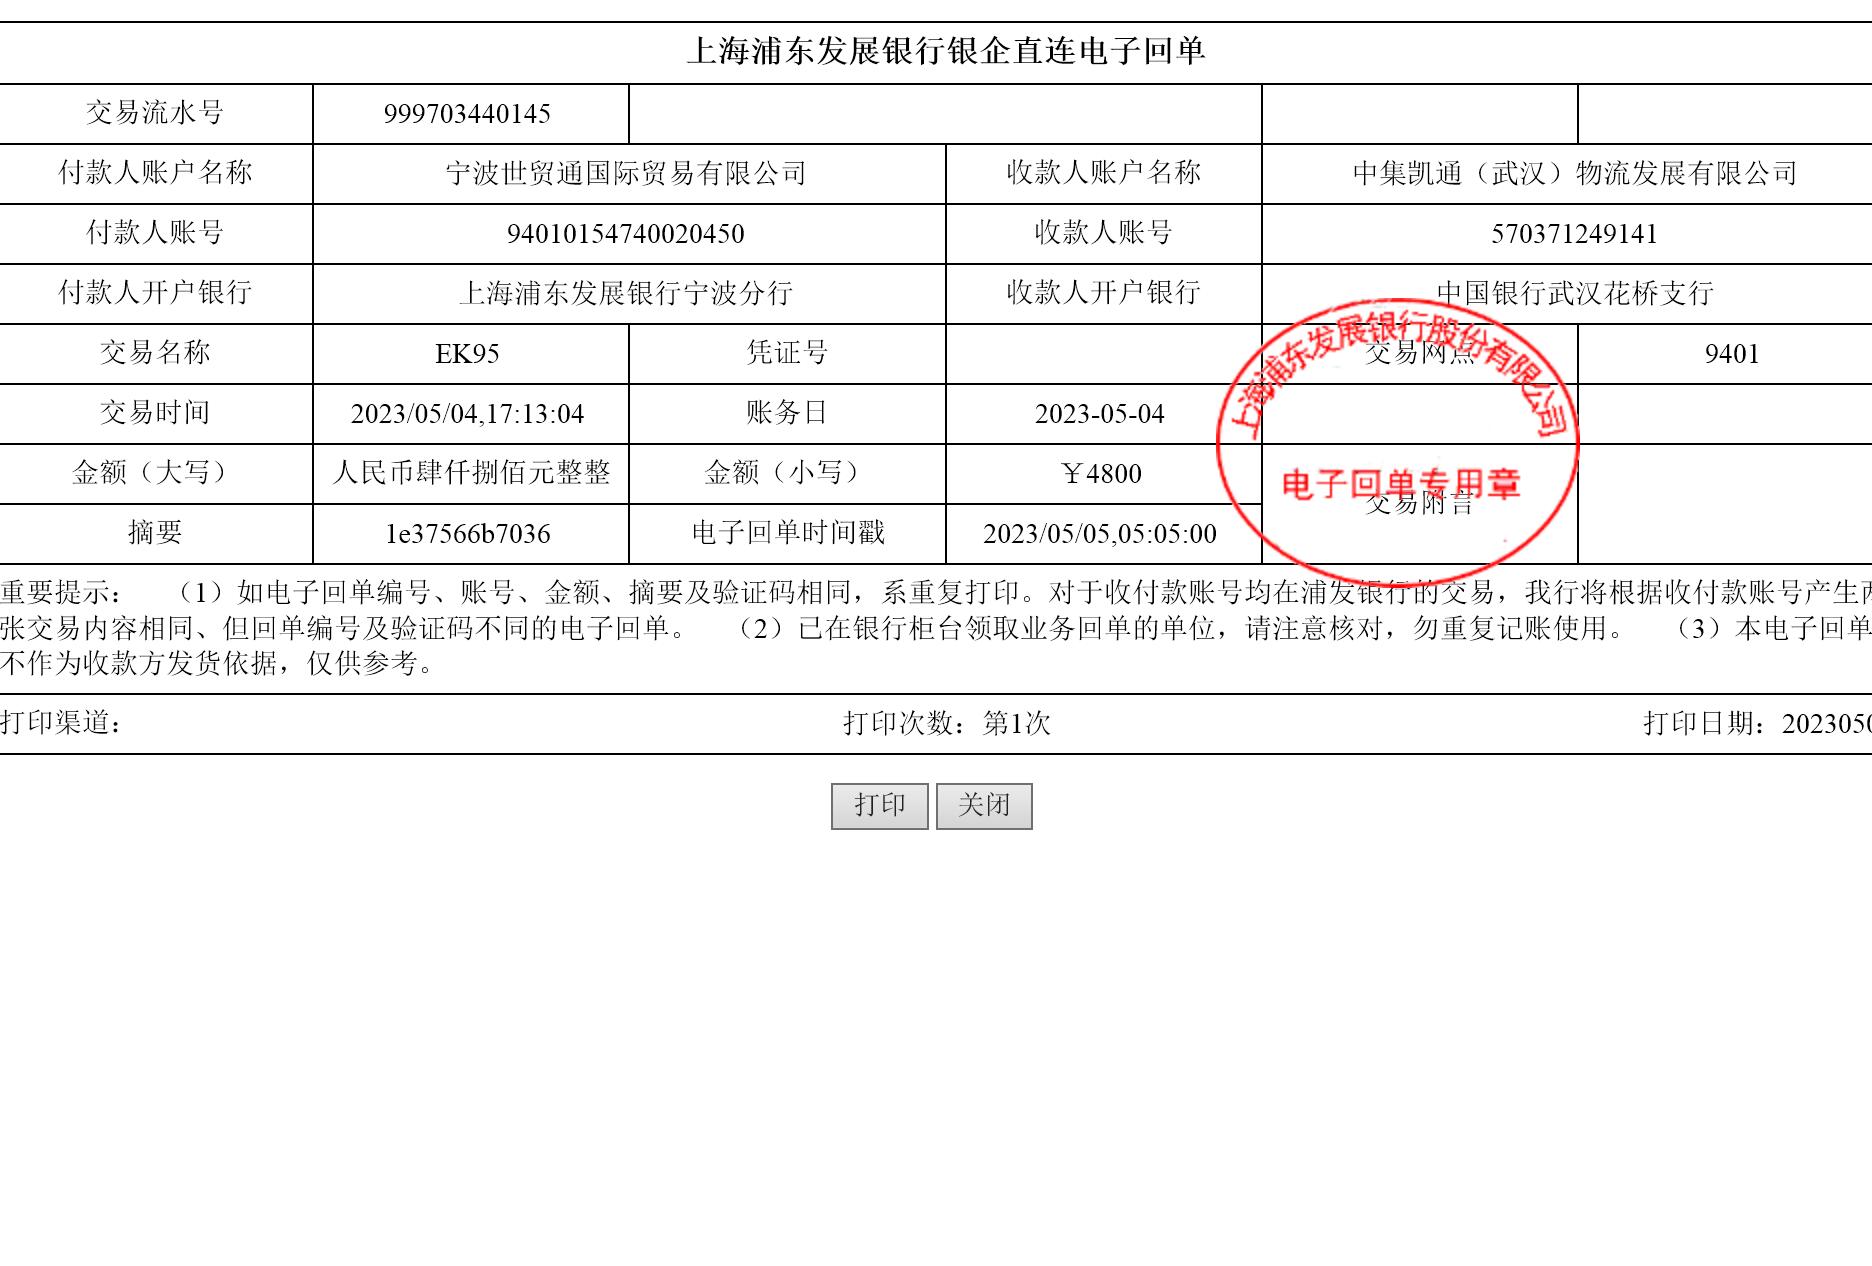 上海浦东发展银行银企直连电子回单
交易流水号 999703440145
付款人账户名称 宁波世贸通国际贸易有限公司 收款人账户名称 中集凯通（武汉）物流发展有限公司
付款人账号 94010154740020450 收款人账号 570371249141
付款人开户银行 上海浦东发展银行宁波分行 收款人开户银行 中国银行武汉花桥支行
交易名称 EK95 凭证号 交易网点 9401
交易时间 2023/05/04,17:13:04 账务日 2023-05-04
金额（大写） 人民币肆仟捌佰元整整 金额（小写） ￥4800
交易附言
摘要 1e37566b7036 电子回单时间戳 2023/05/05,05:05:00
上海浦东发展银行股份有限公司
电子回单专用章
重要提示： （1）如电子回单编号、账号、金额、摘要及验证码相同，系重复打印。对于收付款账号均在浦发银行的交易，我行将根据收付款账号产生两
张交易内容相同、但回单编号及验证码不同的电子回单。 （2）已在银行柜台领取业务回单的单位，请注意核对，勿重复记账使用。 （3）本电子回单
不作为收款方发货依据，仅供参考。
打印渠道： 打印次数：第1次 打印日期：2023050
打印 关闭